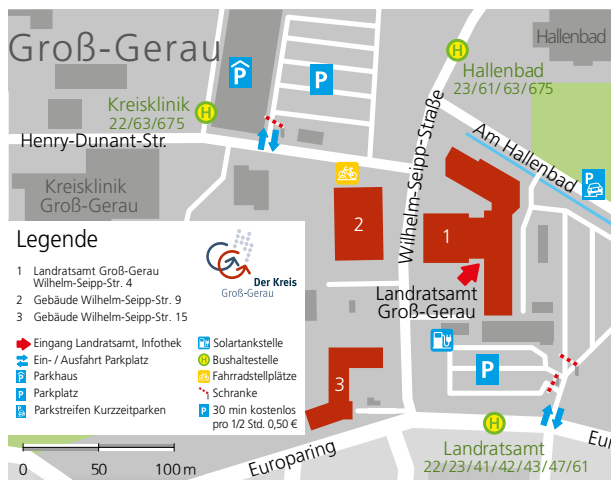 Groß-Gerau
Hallenbad
H
Hallenbad
23/61/63/675
P
P
Kreisklinik
22/63/675
H
Henry-Dunant-Str.
Wilhelm-Seipp-Straße
Am Hallenbad
P
Kreisklinik
Groß-Gerau
2
1
Landratsamt
Groß-Gerau
P
3
H
Landratsamt
22/23/41/42/43/47/61
Europaring
Eur
Legende
Der Kreis
Groß-Gerau
1 Landratsamt Groß-Gerau
Wilhelm-Seipp-Str. 4
2 Gebäude Wilhelm-Seipp-Str. 9
3 Gebäude Wilhelm-Seipp-Str. 15
Eingang Landratsamt, Infothek
Ein- / Ausfahrt Parkplatz
P Parkhaus
P Parkplatz
P Parkstreifen Kurzzeitparken
Solartankstelle
H Bushaltestelle
Fahrradstellplätze
Schranke
P 30 min kostenlos
pro 1/2 Std. 0,50 €
0 50 100 m